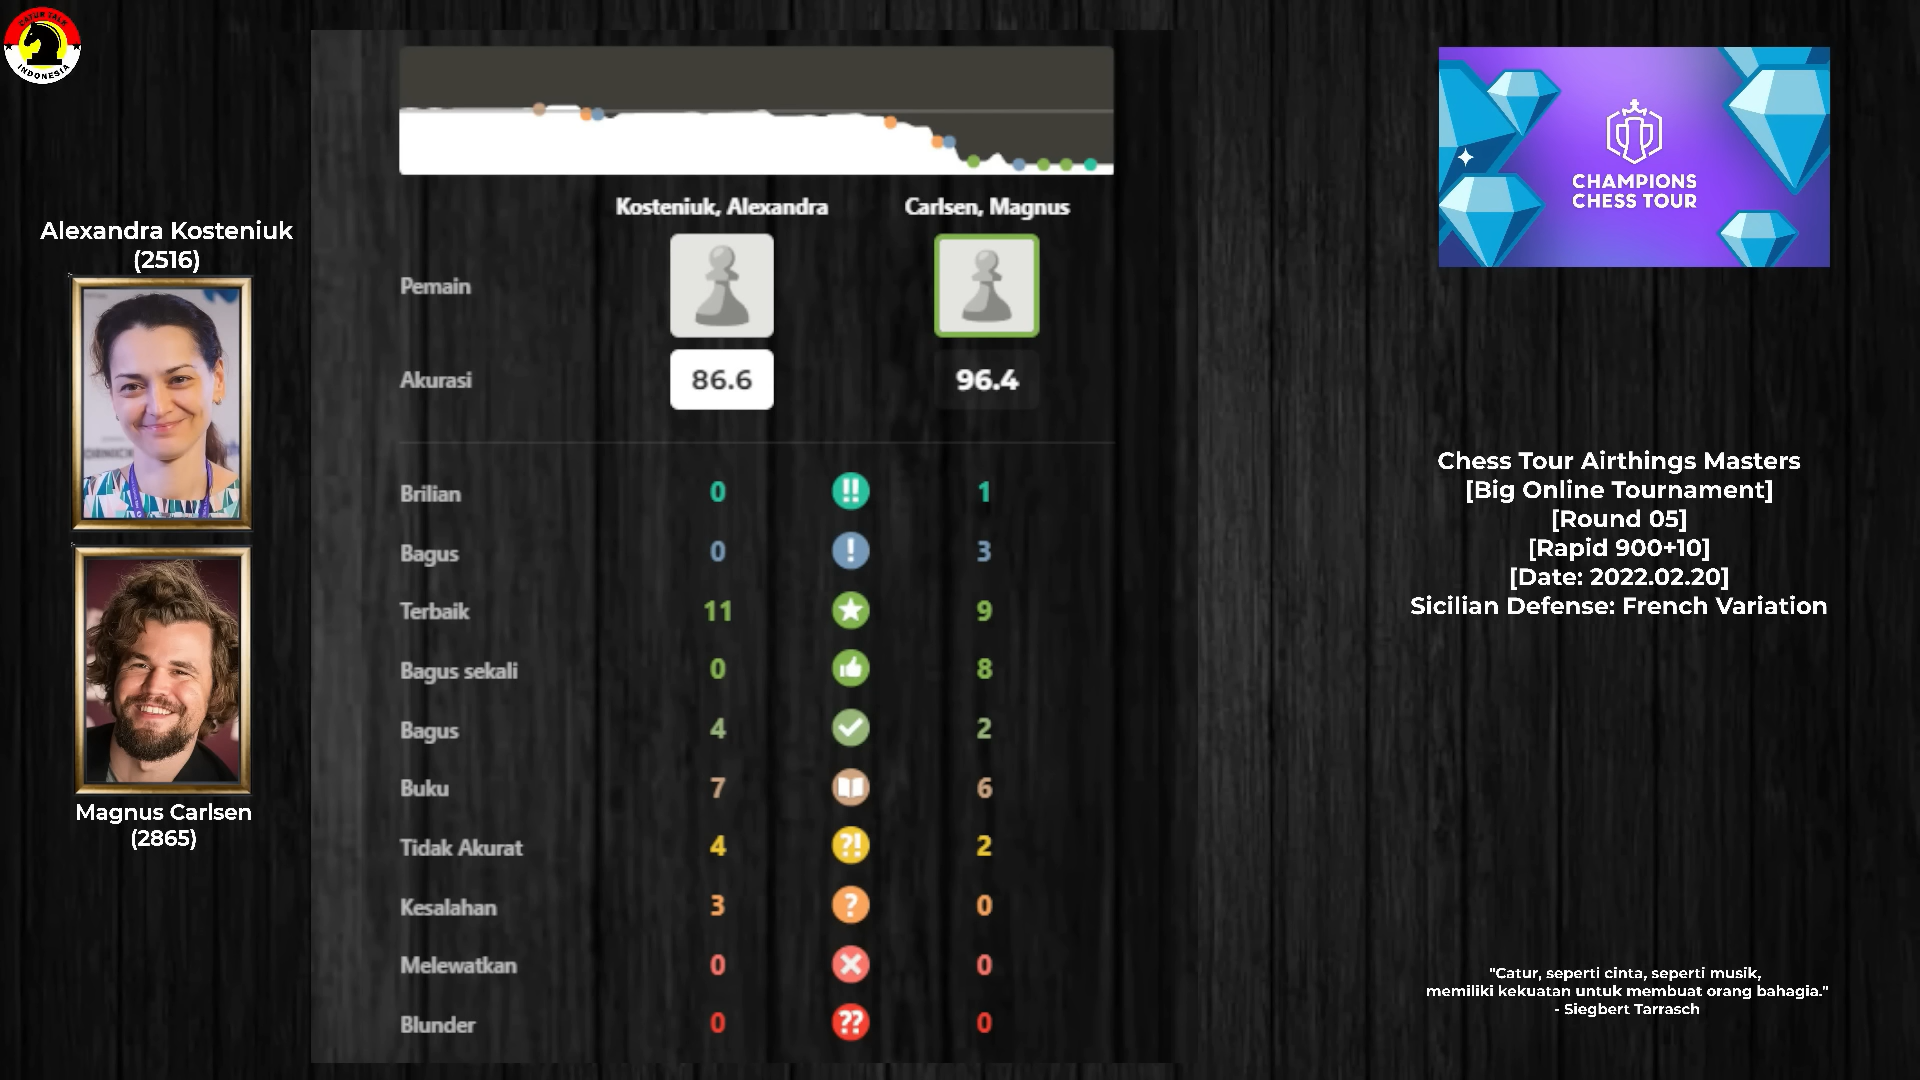 CATUR TALK
INDONESIA
Alexandra Kosteniuk
(2516)
Magnus Carlsen
(2865)
Kosteniuk, Alexandra Carlsen, Magnus
Pemain
Akurasi 86.6 96.4
Brilian 0 !! 1
Bagus 0 ! 3
Terbaik 11 9
Bagus sekali 0 8
Bagus 4 2
Buku 7 6
Tidak Akurat 4 ?! 2
Kesalahan 3 ? 0
Melewatkan 0 0
Blunder 0 ?? 0
CHAMPIONS
CHESS TOUR
Chess Tour Airthings Masters
[Big Online Tournament]
[Round 05]
[Rapid 900+10]
[Date: 2022.02.20]
Sicilian Defense: French Variation
"Catur, seperti cinta, seperti musik,
memiliki kekuatan untuk membuat orang bahagia."
- Siegbert Tarrasch